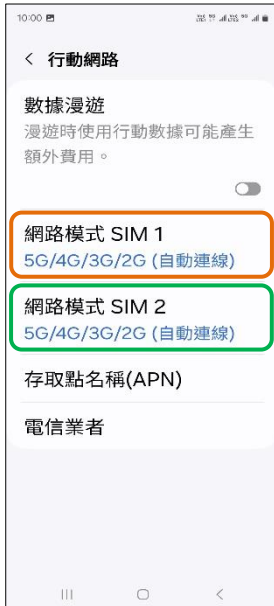 10:00
行動網路
數據漫遊
漫遊時使用行動數據可能產生
額外費用。
網路模式 SIM 1
5G/4G/3G/2G (自動連線)
網路模式 SIM 2
5G/4G/3G/2G (自動連線)
存取點名稱(APN)
電信業者